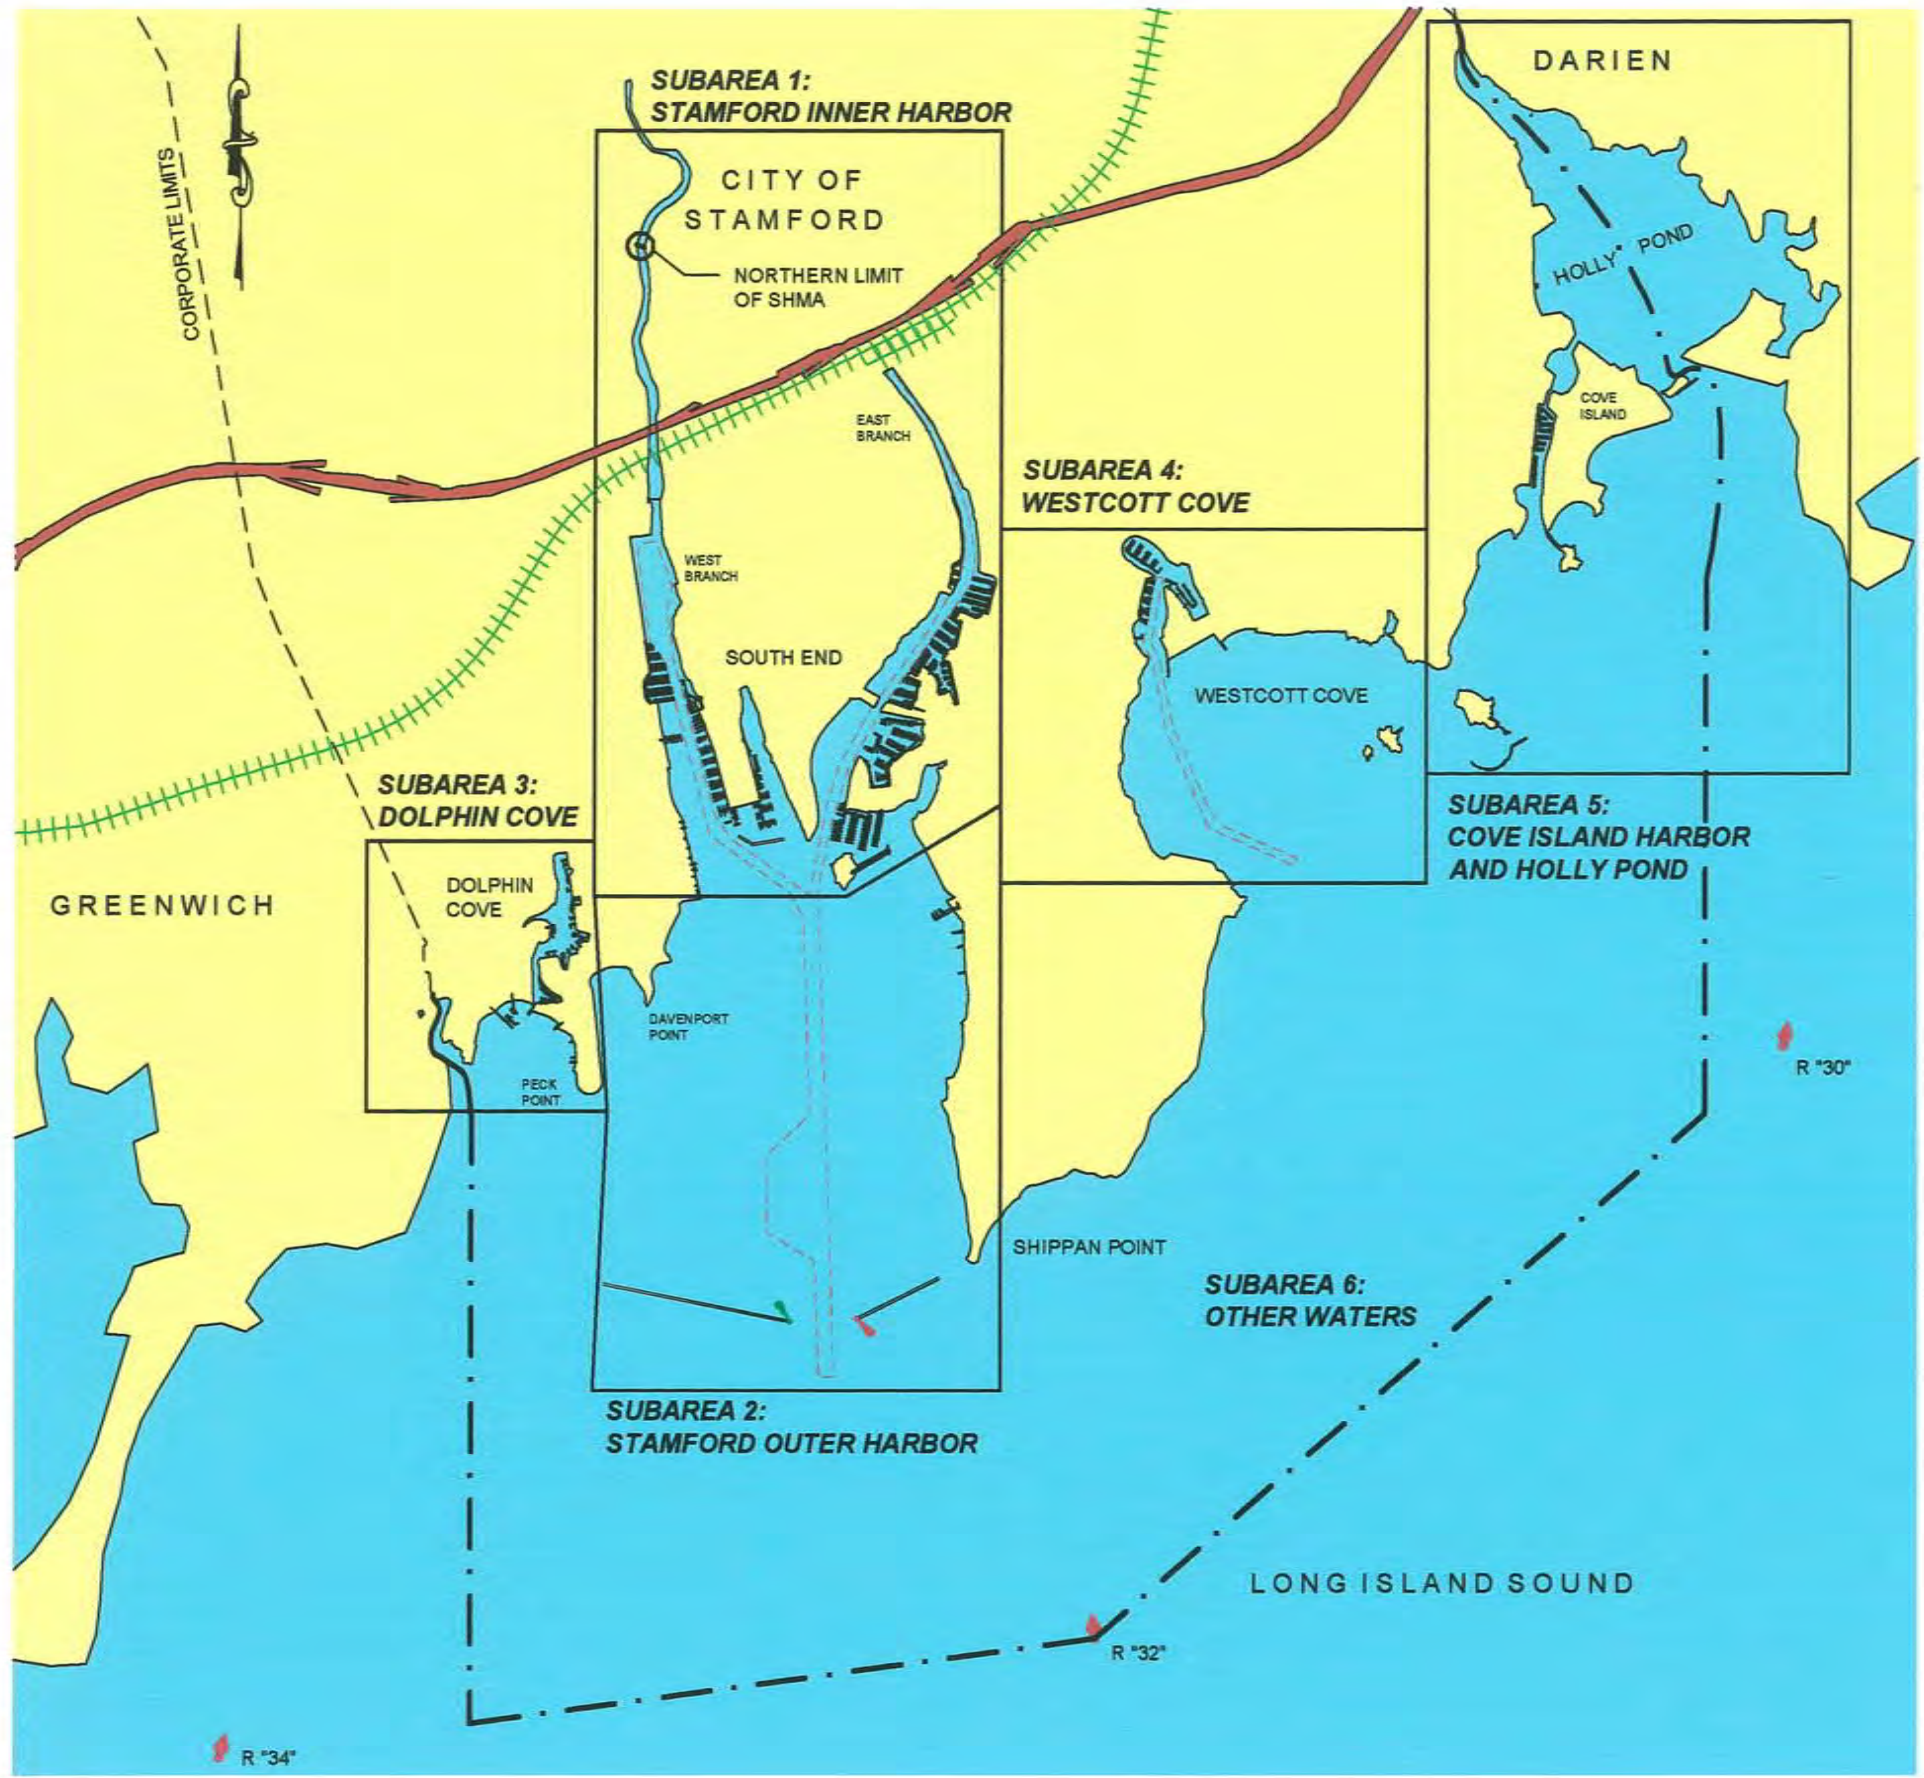 DARIEN
SUBAREA 1:
STAMFORD INNER HARBOR
CITY OF
STAMFORD
CORPORATE LIMITS
NORTHERN LIMIT
OF SHMA
HOLLY POND
COVE
ISLAND
EAST
BRANCH
SUBAREA 4:
WESTCOTT COVE
WEST
BRANCH
SOUTH END
WESTCOTT COVE
SUBAREA 3:
DOLPHIN COVE
SUBAREA 5:
COVE ISLAND HARBOR
AND HOLLY POND
DOLPHIN
COVE
GREENWICH
DAVENPORT
POINT
R "30"
PECK
POINT
SHIPPAN POINT
SUBAREA 6:
OTHER WATERS
SUBAREA 2:
STAMFORD OUTER HARBOR
LONG ISLAND SOUND
R "32"
R "34"